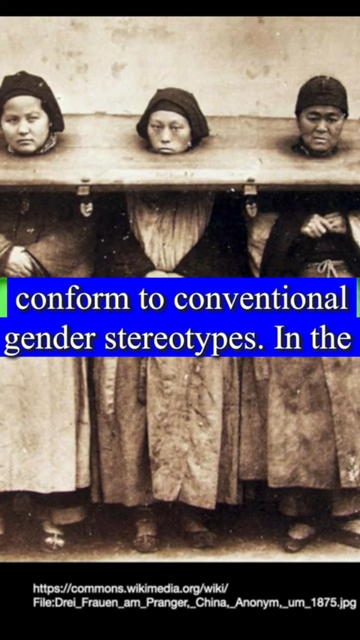 conform to conventional
gender stereotypes. In the
https://commons.wikimedia.org/wiki/
File:Drei_Frauen_am_Pranger,_China,_Anonym,_um_1875.jpg